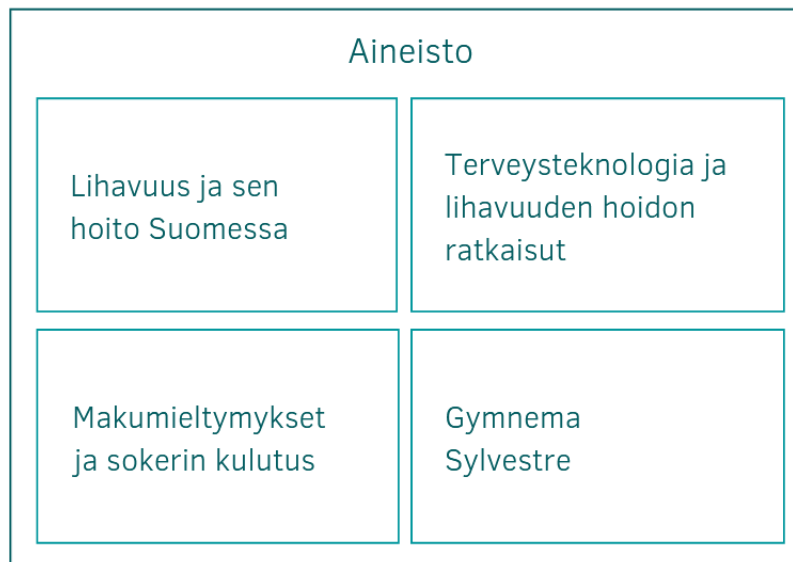 Aineisto
Lihavuus ja sen
hoito Suomessa
Terveysteknologia ja
lihavuuden hoidon
ratkaisut
Makumieltymykset
ja sokerin kulutus
Gymnema
Sylvestre